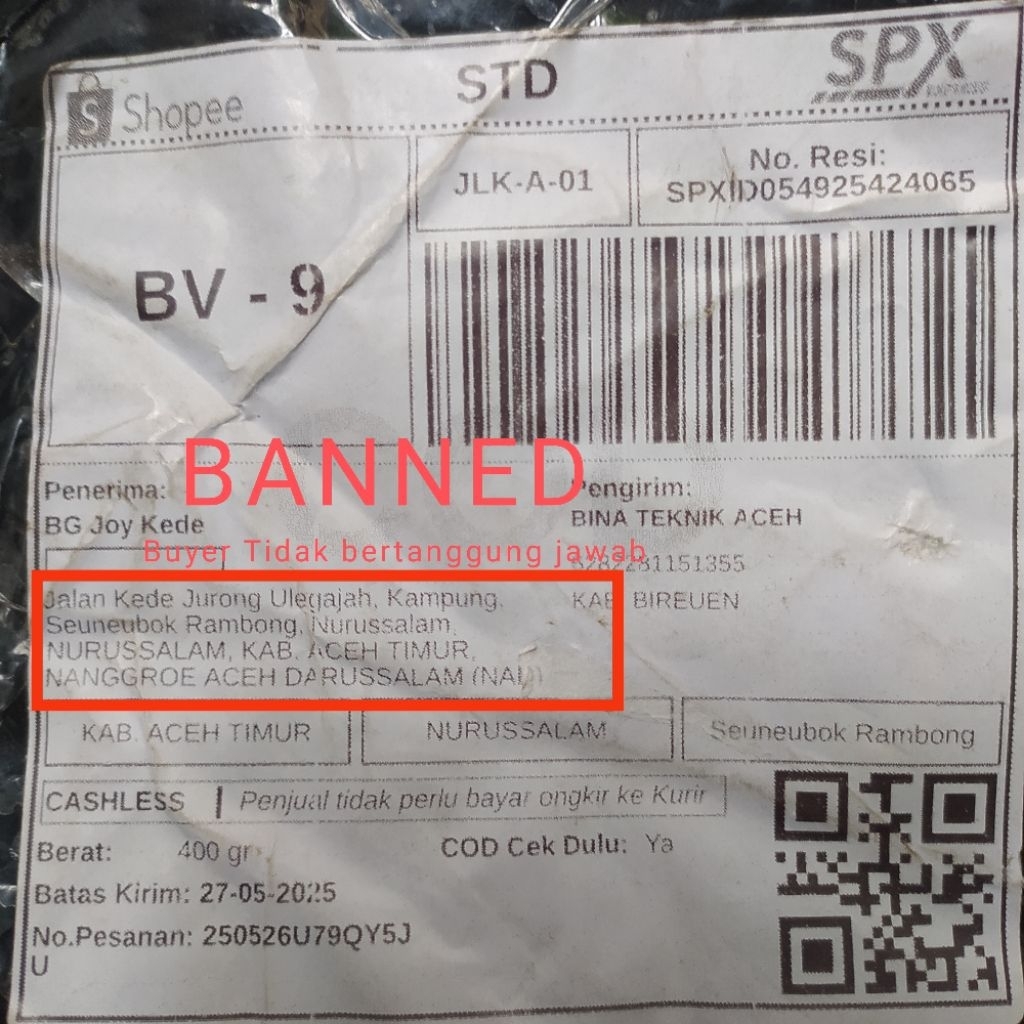 Shopee
STD
SPX
EXPRESS
JLK-A-01
No. Resi:
SPXID054925424065
BV - 9
BANNED
Penerima:
BG Joy Kede
Pengirim:
BINA TEKNIK ACEH
Buyer Tidak bertanggung jawab
6282281151355
KAB. BIREUEN
Jalan Kede Jurong Ulegajah, Kampung,
Seuneubok Rambong, Nurussalam,
NURUSSALAM, KAB. ACEH TIMUR,
NANGGROE ACEH DARUSSALAM (NAD)
KAB. ACEH TIMUR
NURUSSALAM
Seuneubok Rambong
CASHLESS | Penjual tidak perlu bayar ongkir ke Kurir
Berat: 400 gr
COD Cek Dulu: Ya
Batas Kirim: 27-05-2025
No.Pesanan: 250526U79QY5J
U